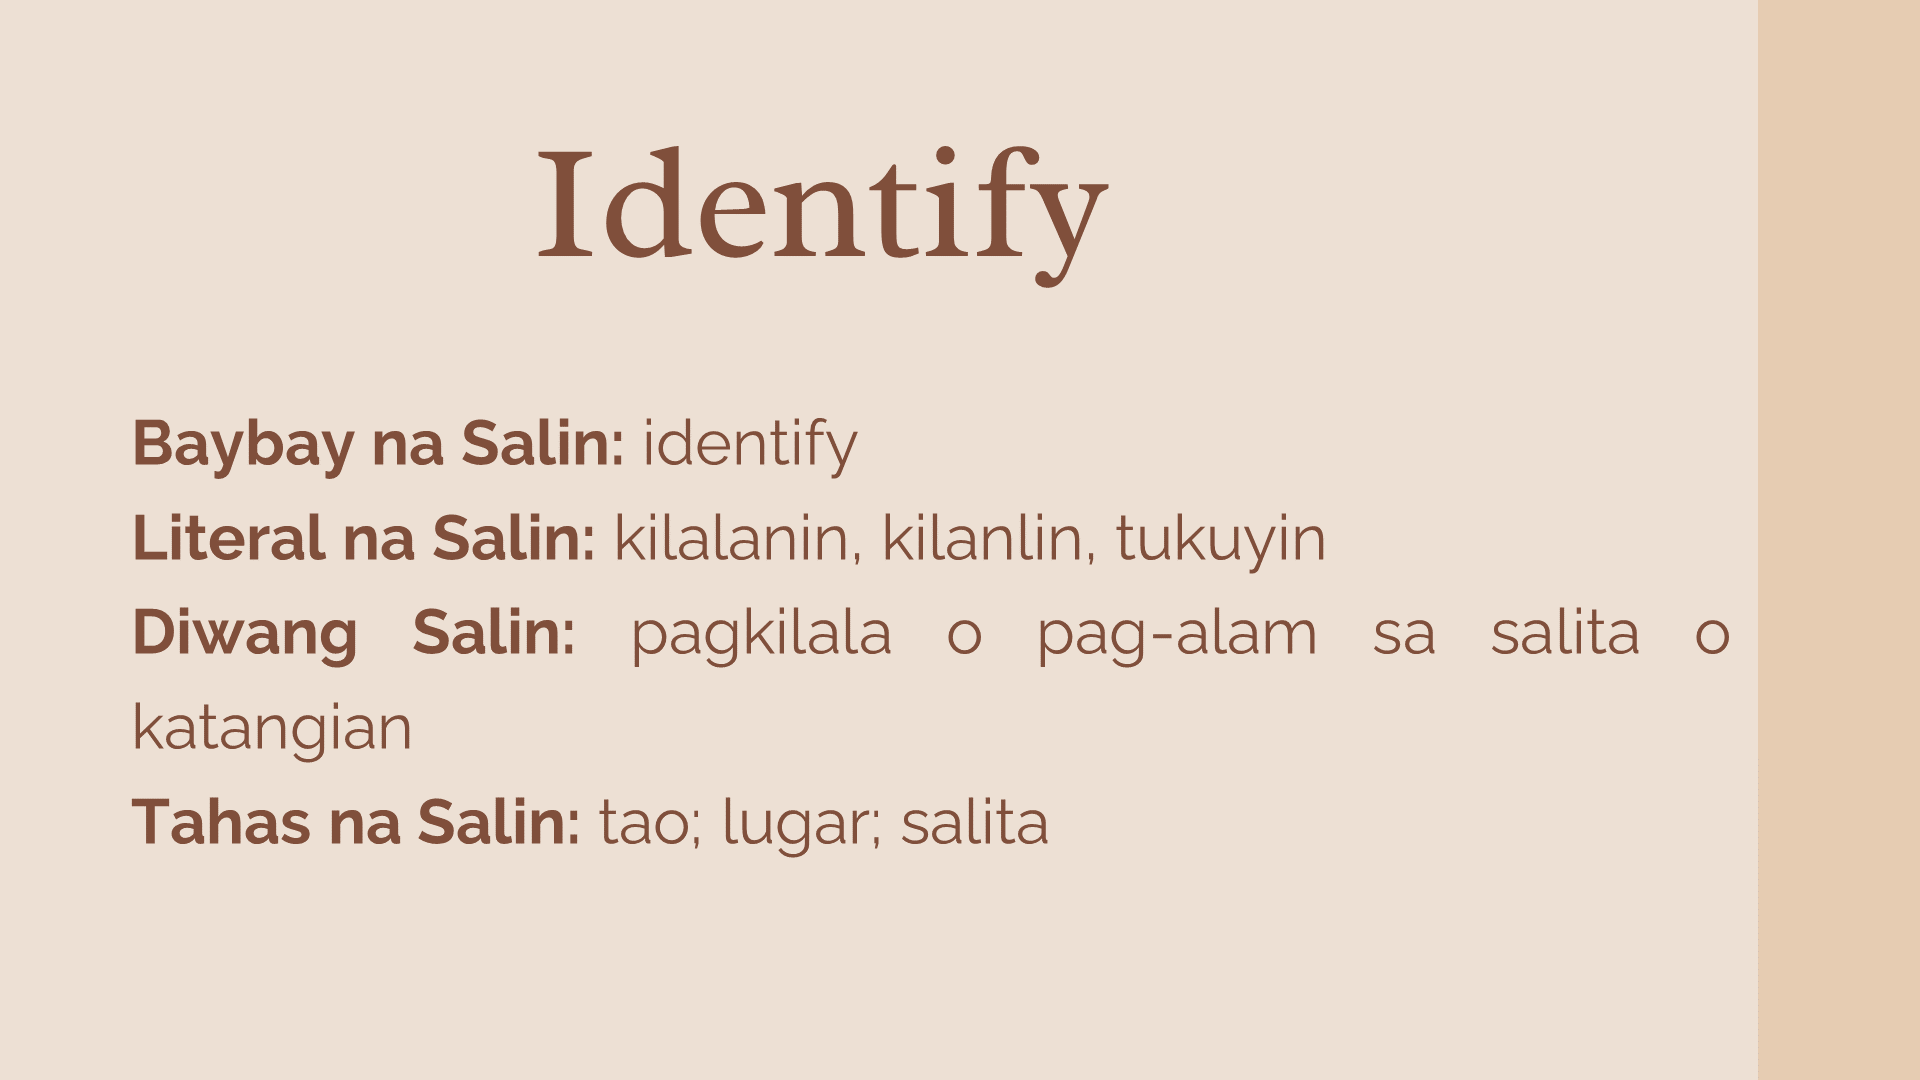 Identify
Baybay na Salin: identify
Literal na Salin: kilalanin, kilanlin, tukuyin
Diwang Salin: pagkilala o pag-alam sa salita o
katangian
Tahas na Salin: tao; lugar; salita